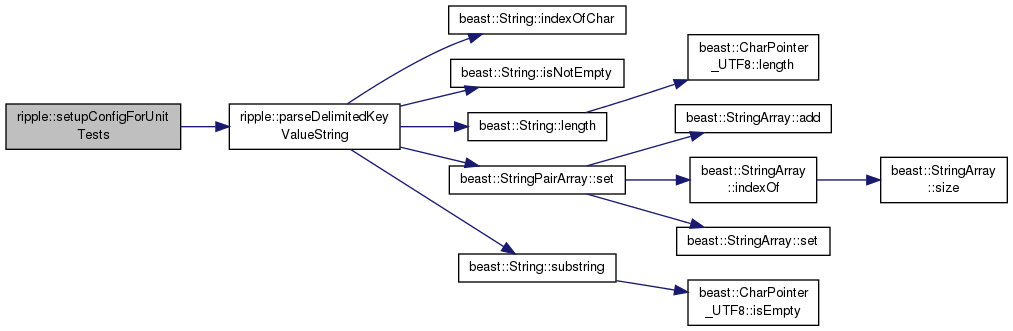 ripple::setupConfigForUnit
Tests
ripple::parseDelimitedKey
ValueString
beast::String::indexOfChar
beast::String::isNotEmpty
beast::String::length
beast::StringPairArray::set
beast::String::substring
beast::CharPointer
_UTF8::length
beast::StringArray::add
beast::StringArray
::indexOf
beast::StringArray::set
beast::CharPointer
_UTF8::isEmpty
beast::StringArray
::size